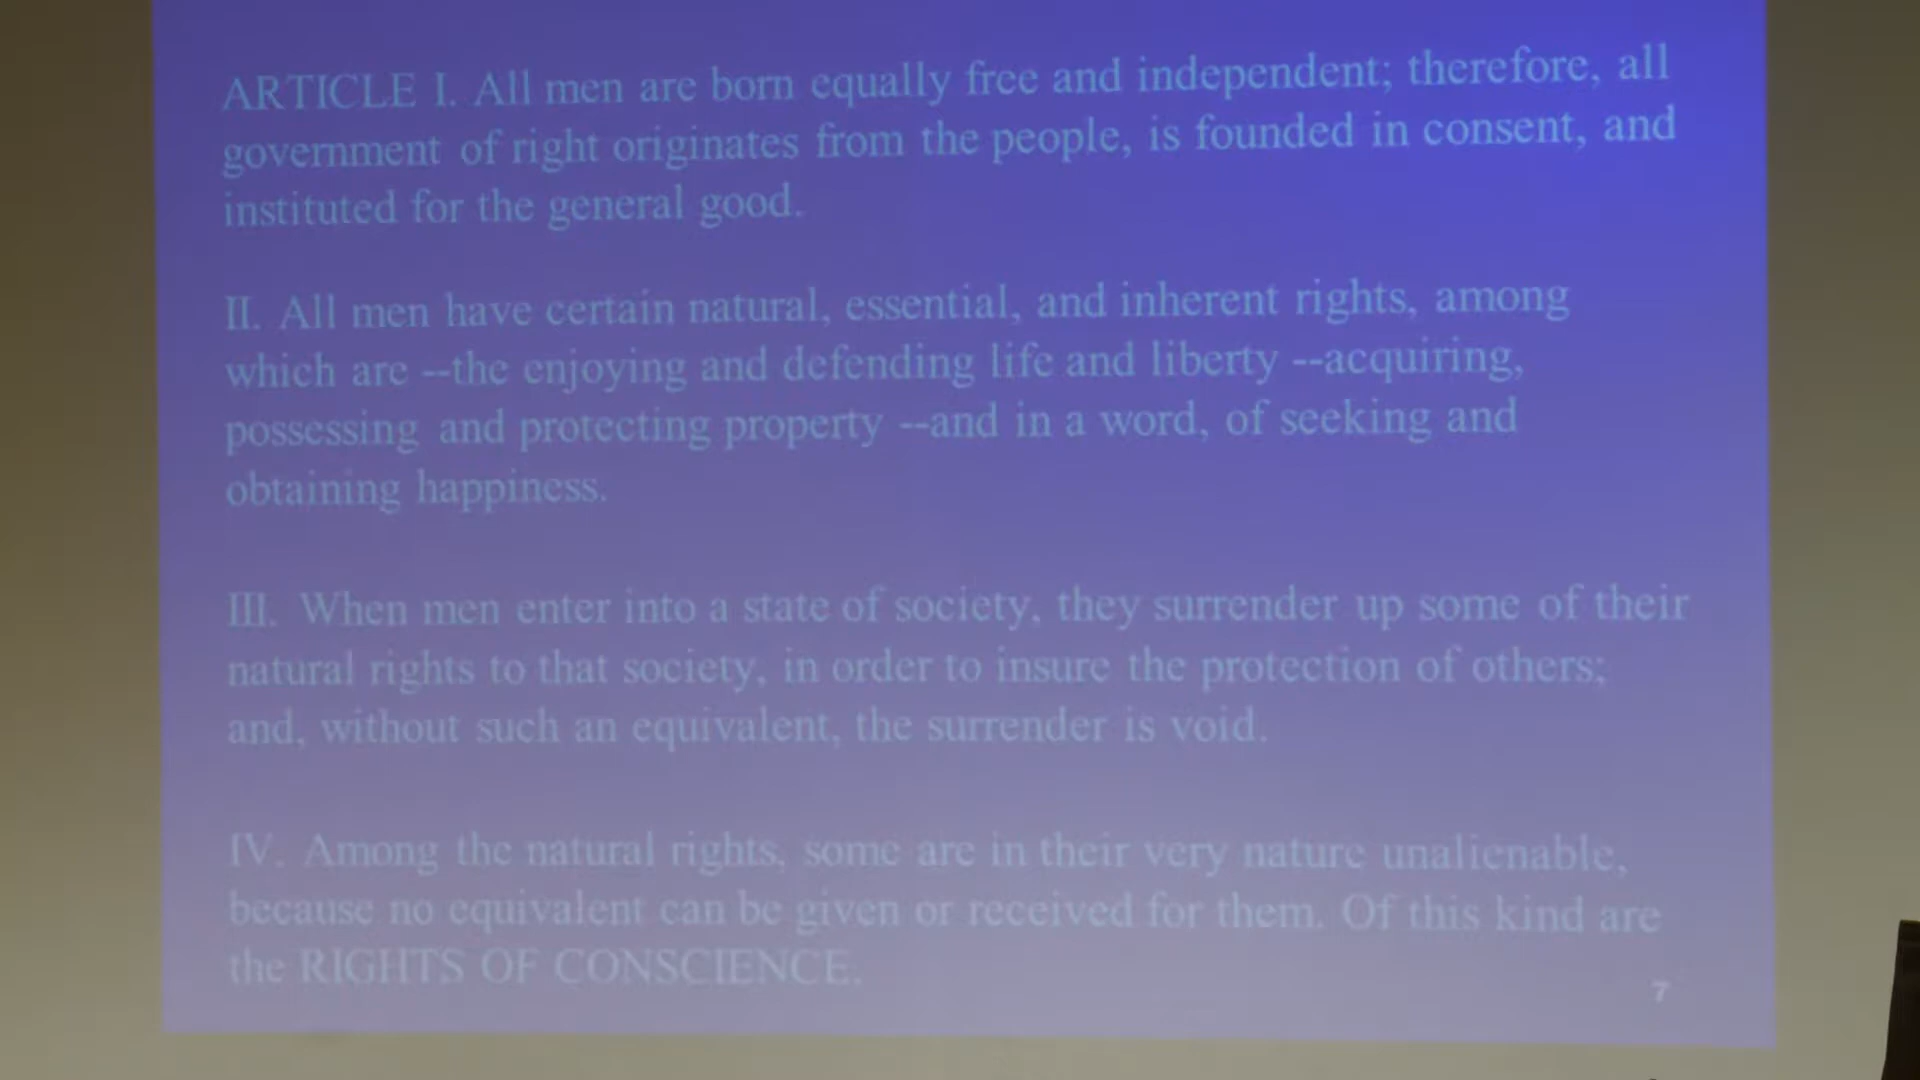 ARTICLE I. All men are born equally free and independent; therefore, all
government of right originates from the people, is founded in consent, and
instituted for the general good.
II. All men have certain natural, essential, and inherent rights, among
which are --the enjoying and defending life and liberty --acquiring,
possessing and protecting property --and in a word, of seeking and
obtaining happiness.
III. When men enter into a state of society, they surrender up some of their
natural rights to that society, in order to insure the protection of others;
and, without such an equivalent, the surrender is void.
IV. Among the natural rights, some are in their very nature unalienable,
because no equivalent can be given or received for them. Of this kind are
the RIGHTS OF CONSCIENCE.
7